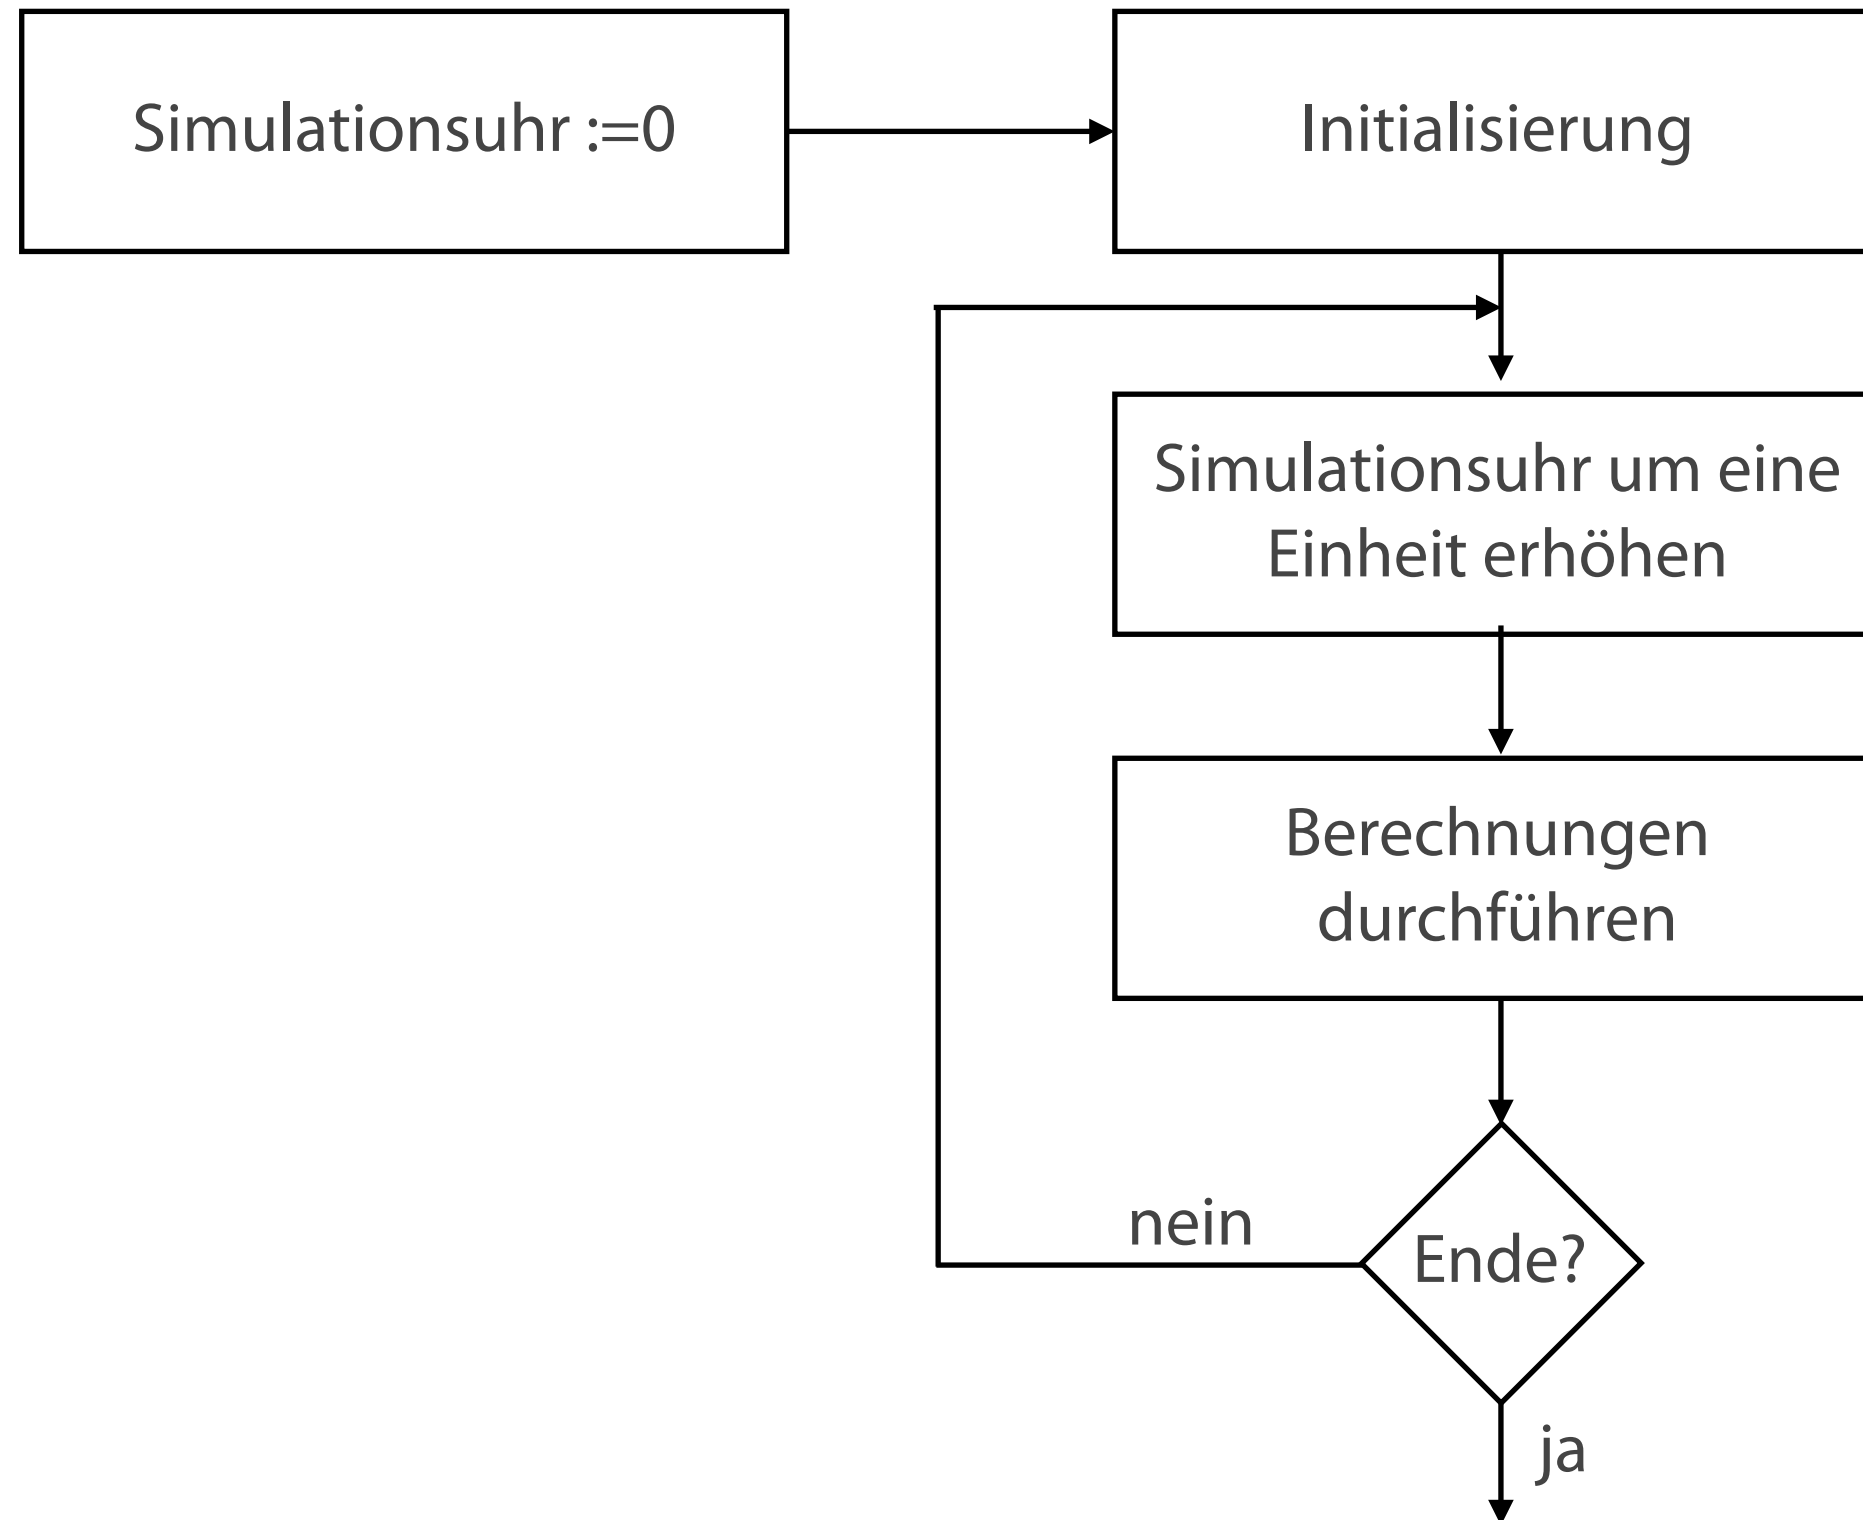 Simulationsuhr :=0
Initialisierung
Simulationsuhr um eine
Einheit erhöhen
Berechnungen
durchführen
nein
Ende?
ja